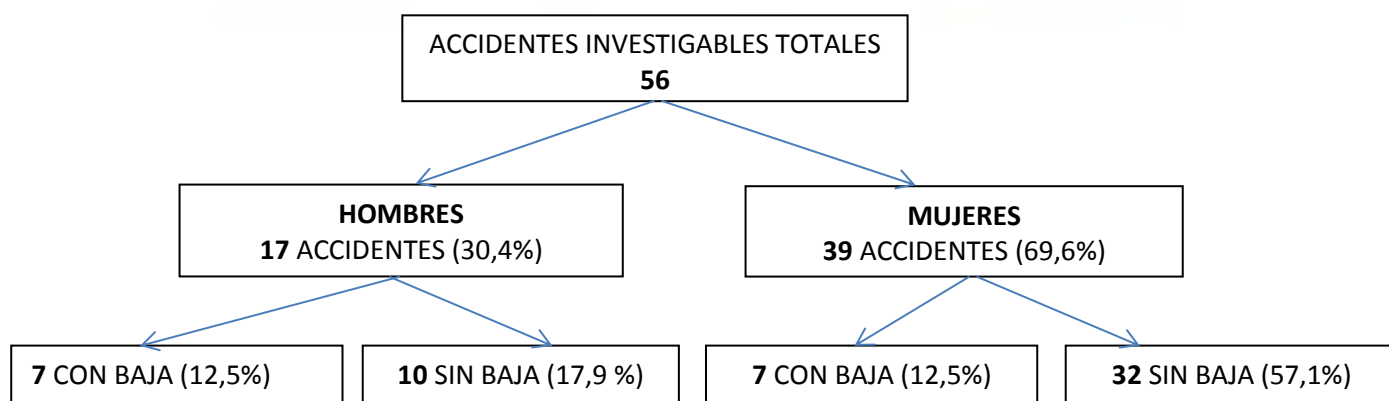 ACCIDENTES INVESTIGABLES TOTALES
56
HOMBRES
17 ACCIDENTES (30,4%)
MUJERES
39 ACCIDENTES (69,6%)
7 CON BAJA (12,5%)
10 SIN BAJA (17,9 %)
7 CON BAJA (12,5%)
32 SIN BAJA (57,1%)